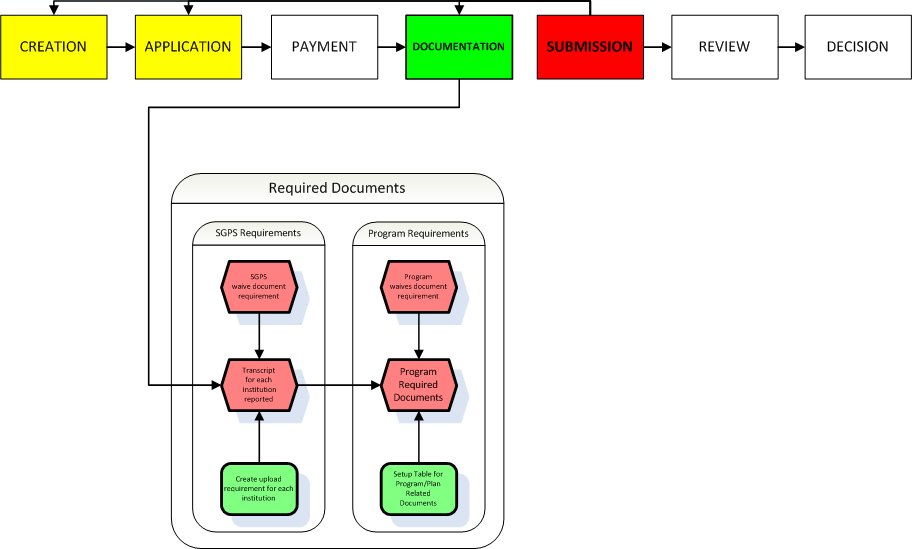 CREATION
APPLICATION
PAYMENT
DOCUMENTATION
SUBMISSION
REVIEW
DECISION
Required Documents
SGPS Requirements
SGPS
waive document
requirement
Transcript
for each
institution
reported
Create upload
requirement for each
institution
Program Requirements
Program
waives document
requirement
Program
Required
Documents
Setup Table for
Program/Plan
Related
Documents